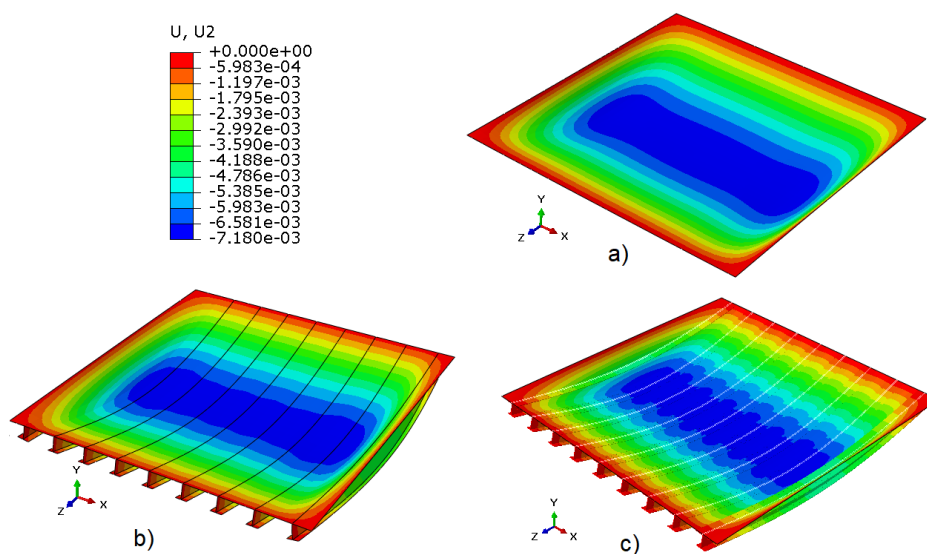 U, U2
+0.000e+00
-5.983e-04
-1.197e-03
-1.795e-03
-2.393e-03
-2.992e-03
-3.590e-03
-4.188e-03
-4.786e-03
-5.385e-03
-5.983e-03
-6.581e-03
-7.180e-03
Y
Z
X
a)
Y
Z
X
b)
Y
Z
X
c)